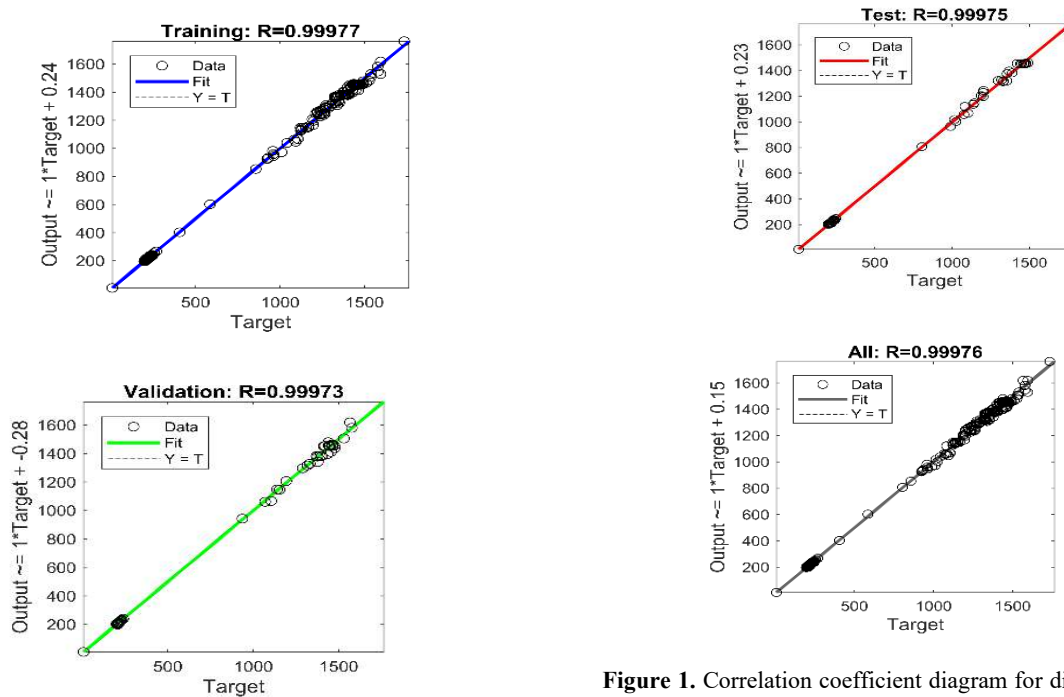 Training: R=0.99977
Output ~= 1*Target + 0.24
1600
1400
1200
1000
800
600
400
200
Data
Fit
Y = T
500
1000
1500
Target
Validation: R=0.99973
Output ~= 1*Target + -0.28
1600
1400
1200
1000
800
600
400
200
Data
Fit
Y = T
500
1000
1500
Target
Test: R=0.99975
Output ~= 1*Target + 0.23
1600
1400
1200
1000
800
600
400
200
Data
Fit
Y = T
500
1000
1500
Target
All: R=0.99976
Output ~= 1*Target + 0.15
1600
1400
1200
1000
800
600
400
200
Data
Fit
Y = T
500
1000
1500
Target
Figure 1. Correlation coefficient diagram for